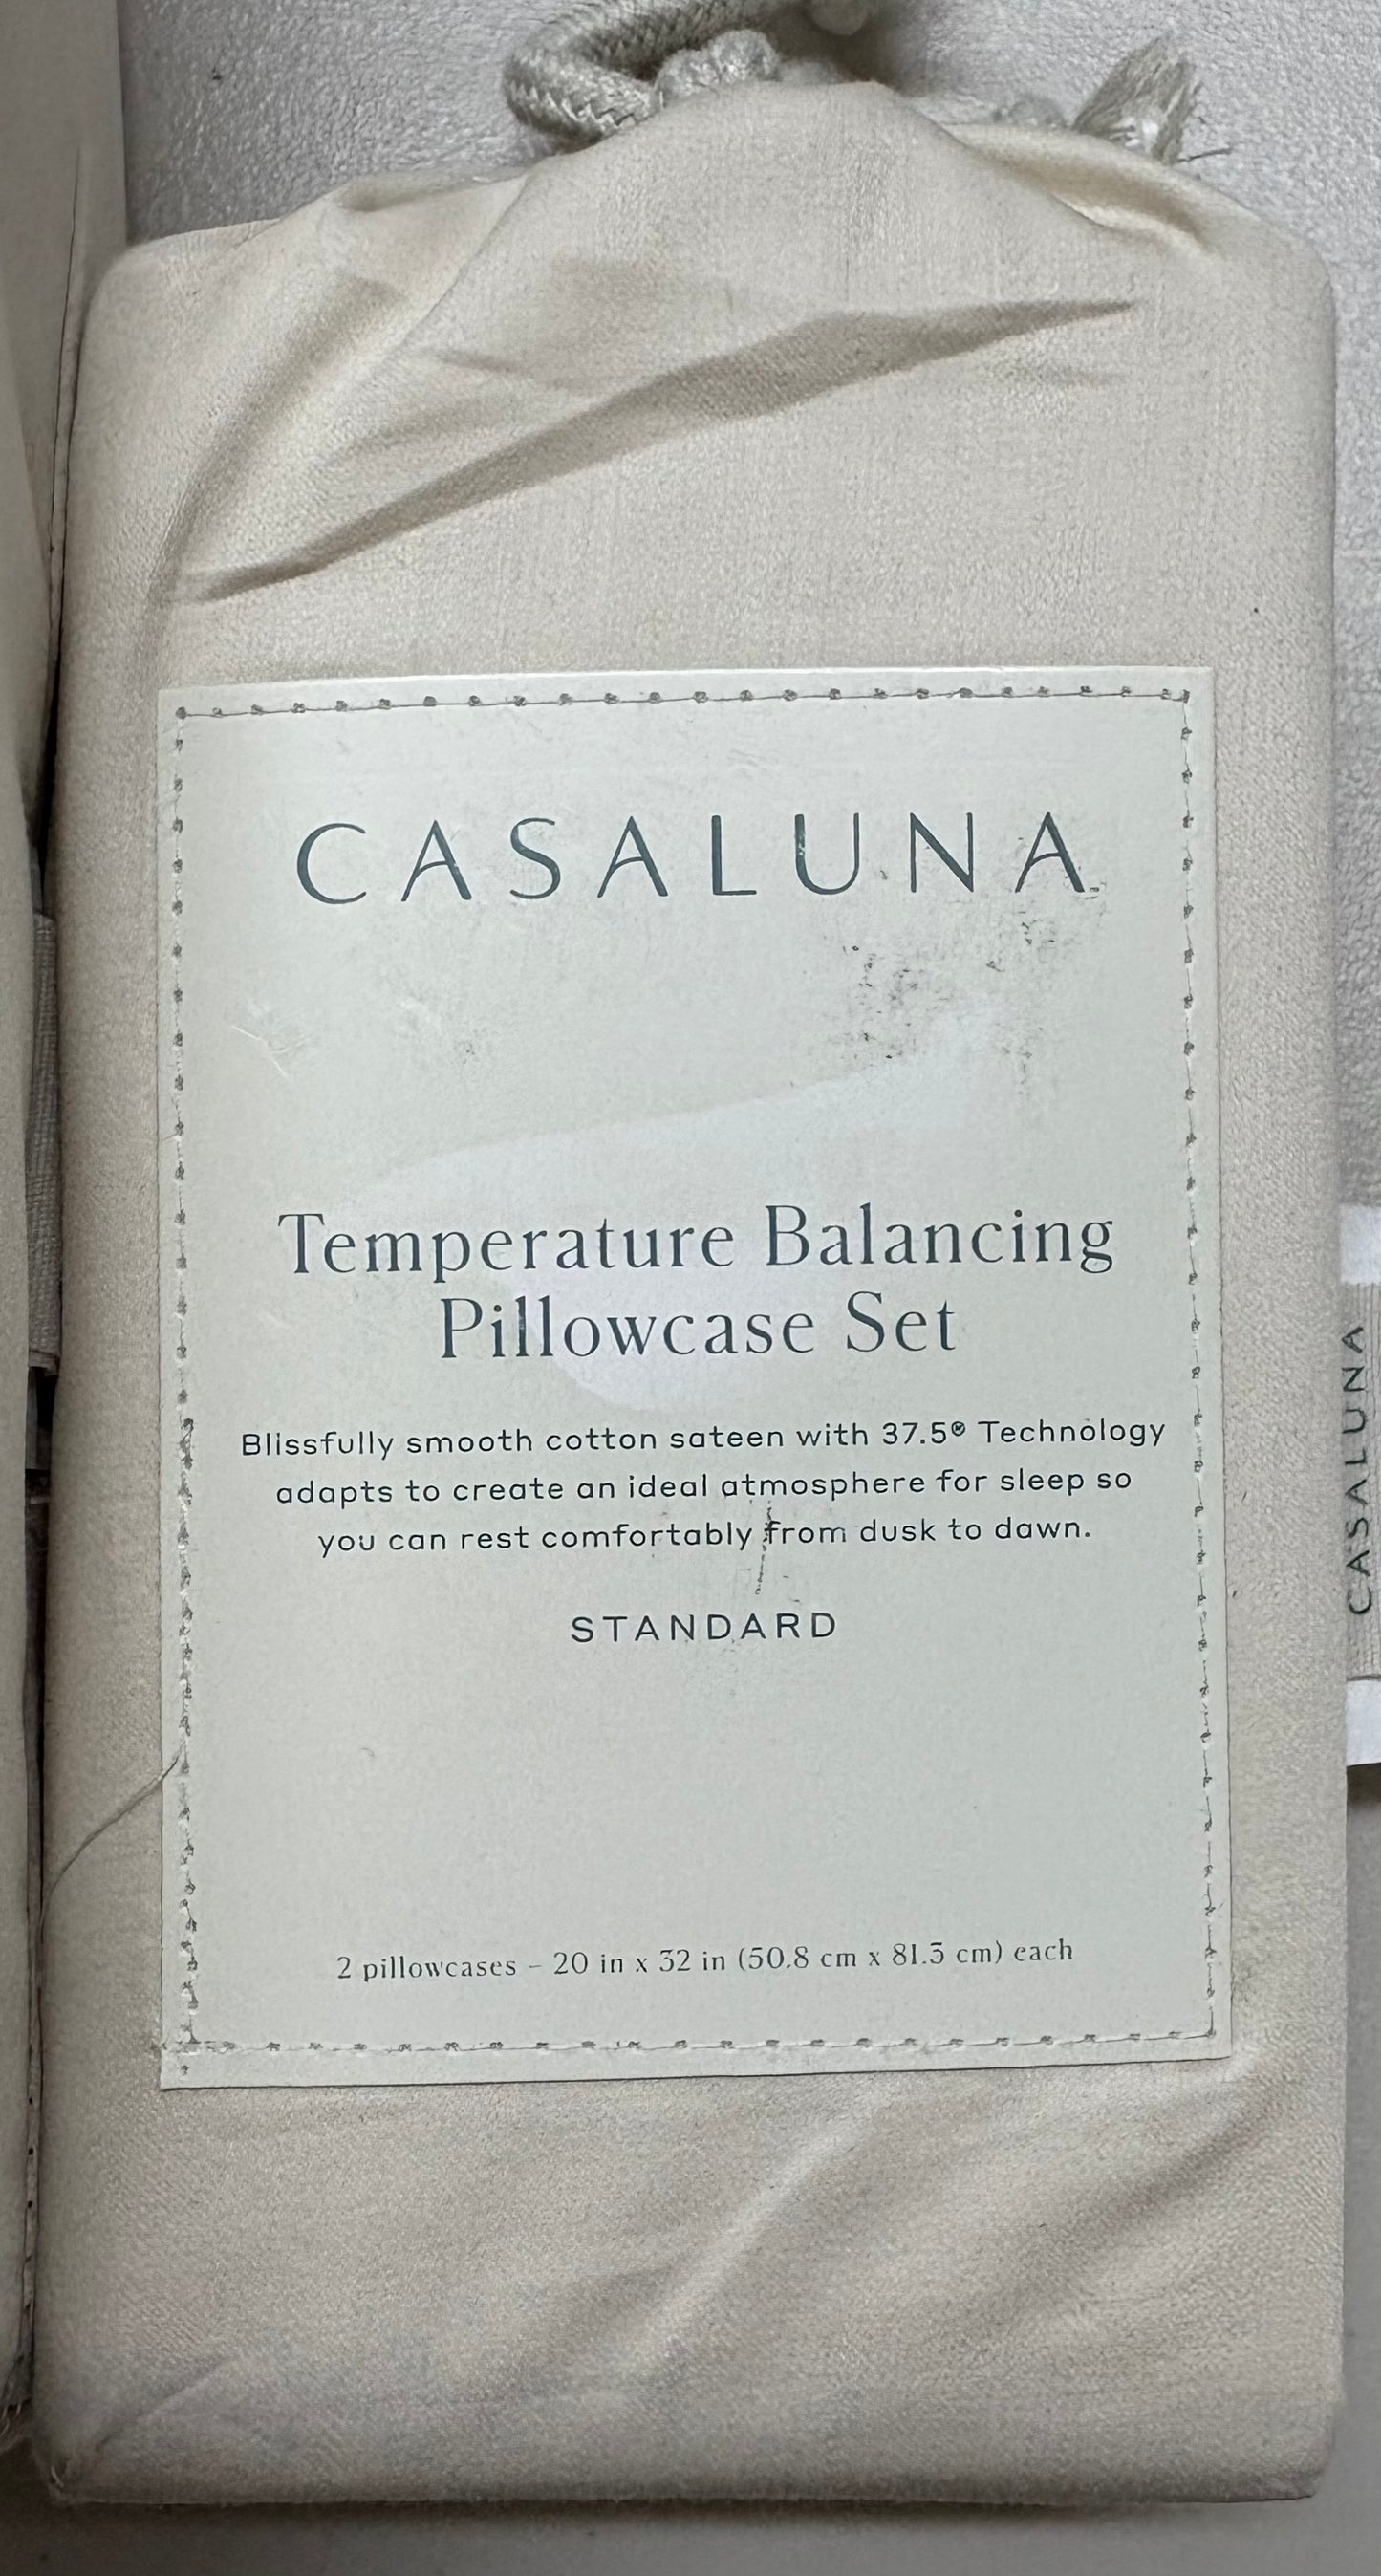 CASALUNA
Temperature Balancing
Pillowcase Set
Blissfully smooth cotton sateen with 37.5® Technology
adapts to create an ideal atmosphere for sleep so
you can rest comfortably from dusk to dawn.
STANDARD
2 pillowcases – 20 in x 32 in (50.8 cm x 81.3 cm) each
CASALUNA